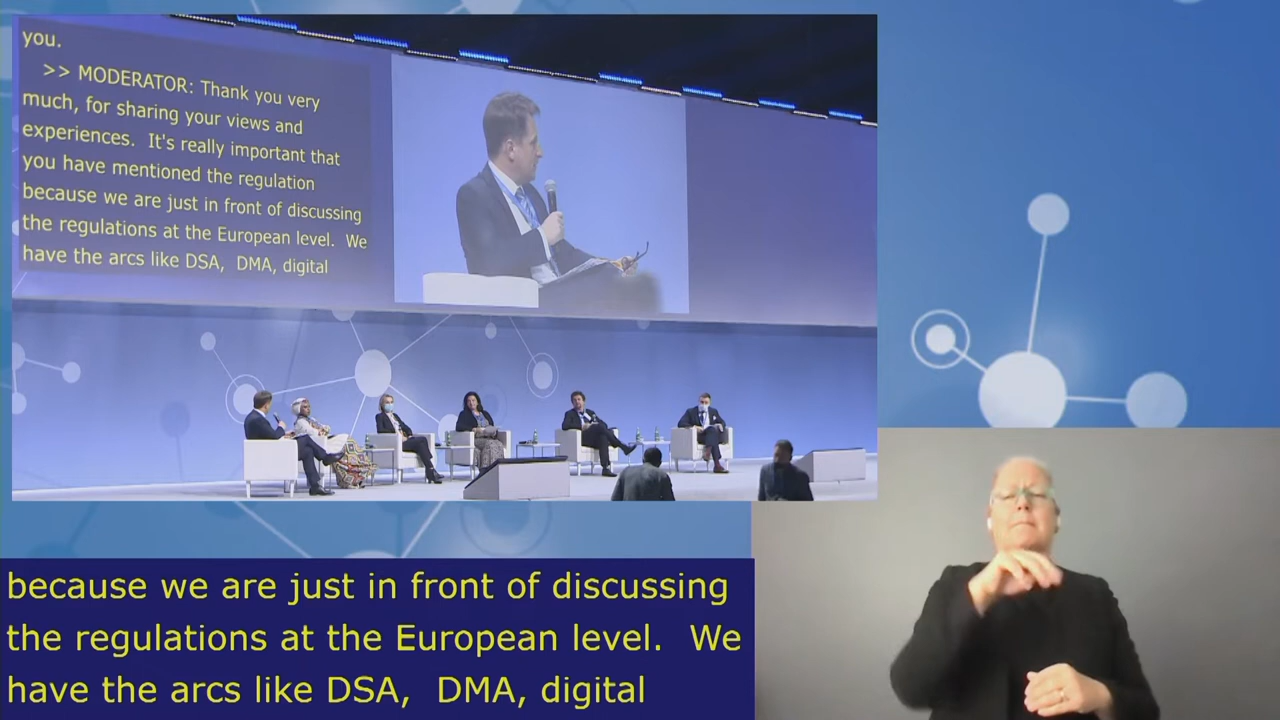 you.
>> MODERATOR: Thank you very
much, for sharing your views and
experiences. It's really important that
you have mentioned the regulation
because we are just in front of discussing
the regulations at the European level. We
have the arcs like DSA, DMA, digital
because we are just in front of discussing
the regulations at the European level. We
have the arcs like DSA, DMA, digital